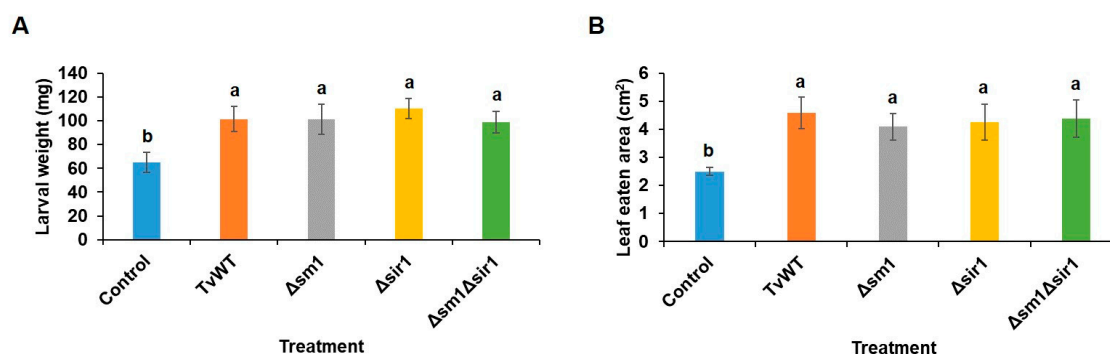 A
Larval weight (mg)
140
120
100
80
60
40
20
0
b
a
a
a
a
Control
TvWT
Δsm1
Δsir1
Δsm1Δsir1
Treatment
B
Leaf eaten area (cm²)
6
5
4
3
2
1
0
b
a
a
a
a
Control
TvWT
Δsm1
Δsir1
Δsm1Δsir1
Treatment